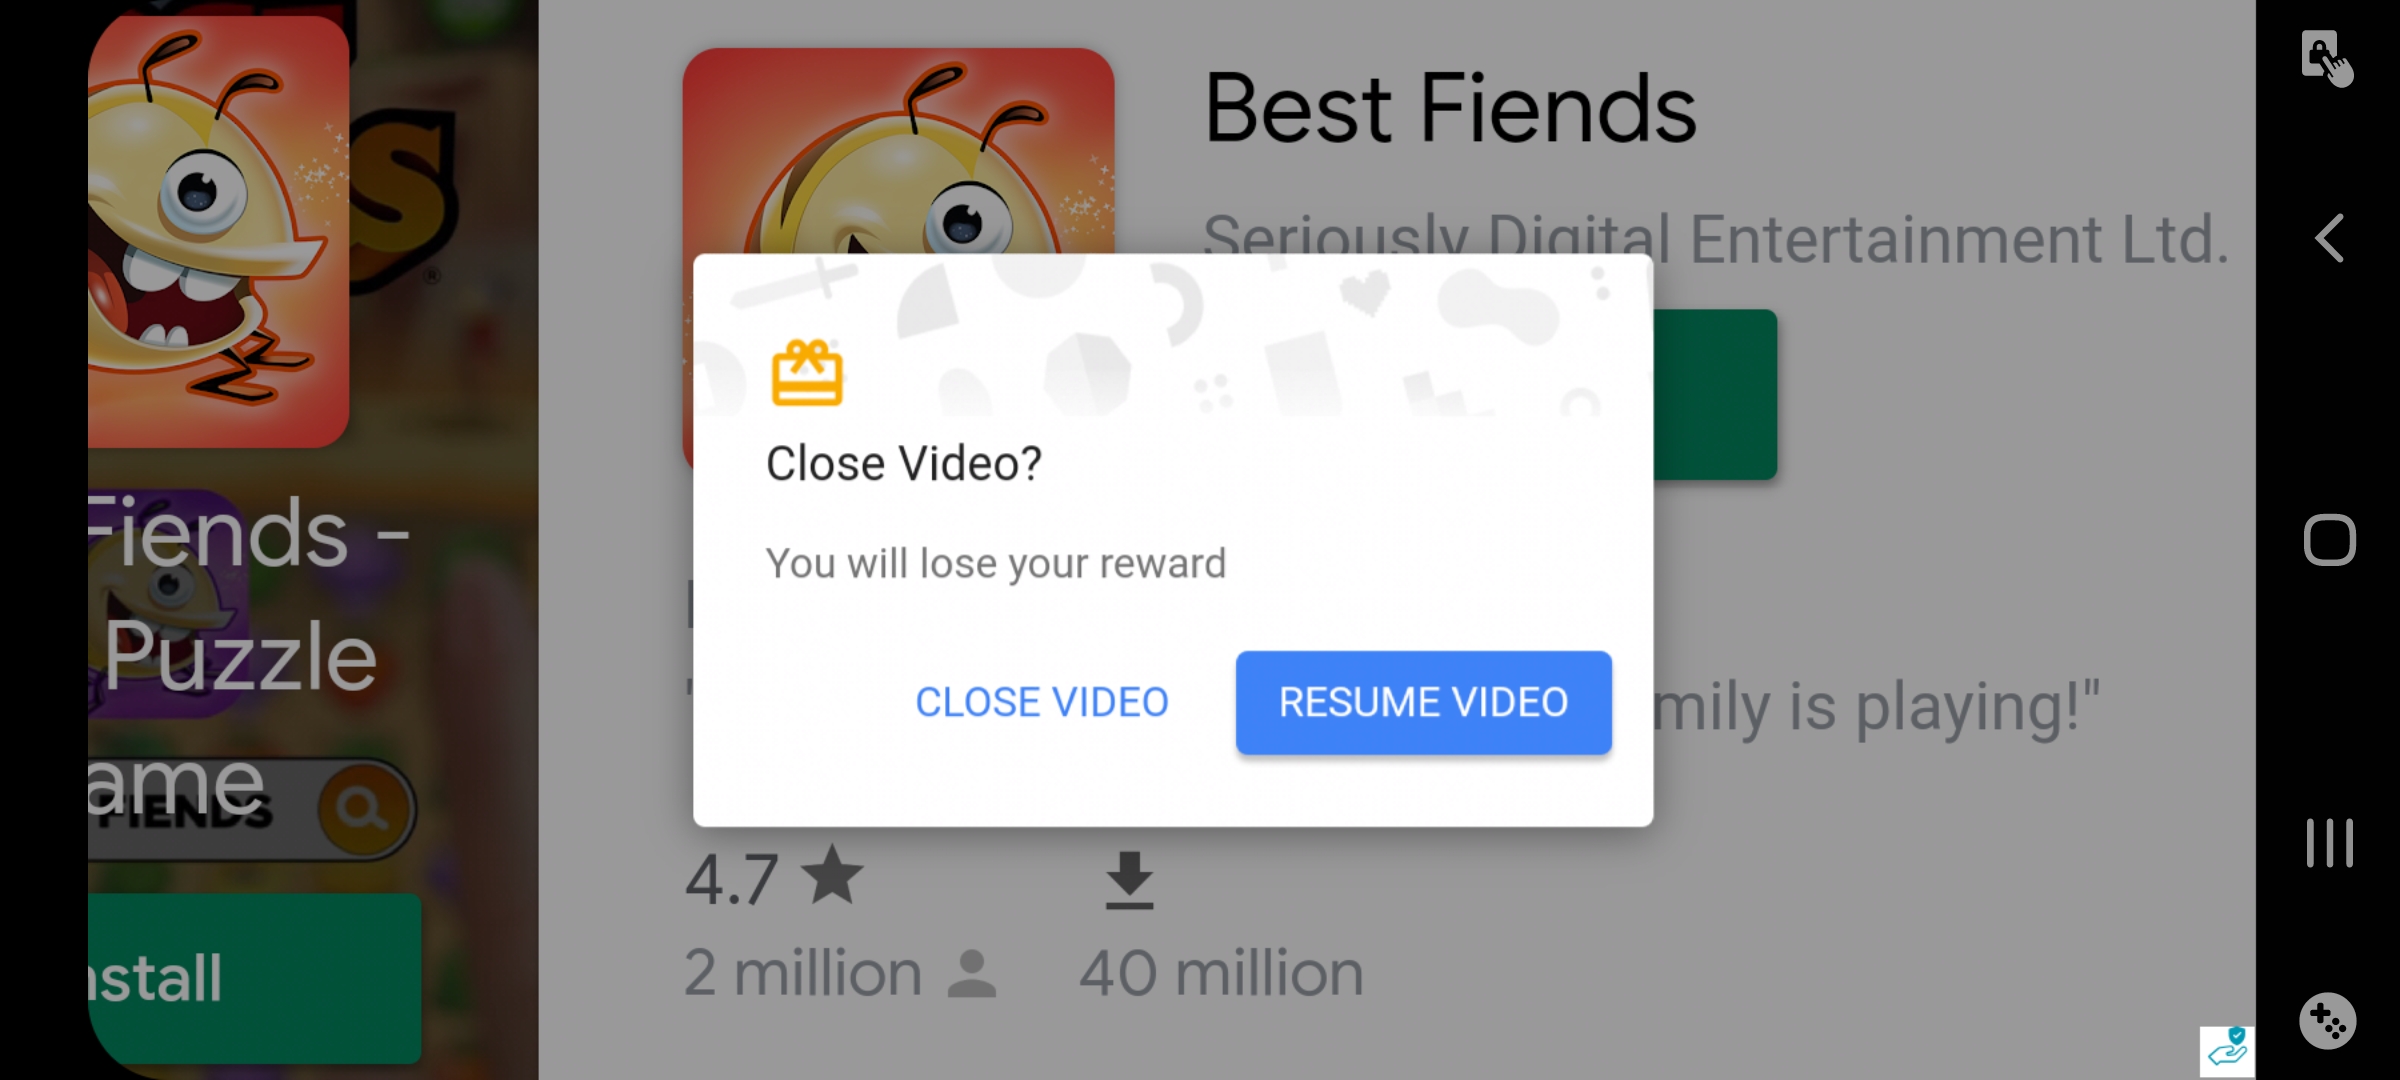 S
®
Fiends -
Puzzle
ame
FIENDS
nstall
Best Fiends
Seriously Digital Entertainment Ltd.
Close Video?
You will lose your reward
CLOSE VIDEO
RESUME VIDEO
mily is playing!"
4.7
2 million
40 million